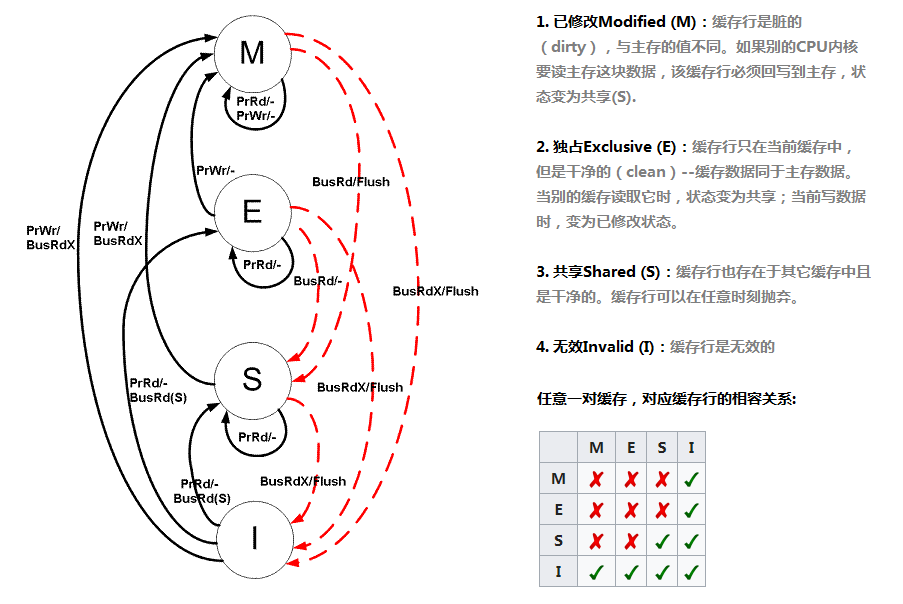 M
PrRd/-
PrWr/-
PrWr/-
BusRd/Flush
E
PrWr/
BusRdX
PrWr/
BusRdX
PrRd/-
BusRd/-
BusRdX/Flush
S
PrRd/-
BusRd(S)
BusRdX/Flush
PrRd/-
PrRd/-
BusRd(S)
BusRdX/Flush
I
1. 已修改Modified (M)：缓存行是脏的
（dirty），与主存的值不同。如果别的CPU内核
要读主存这块数据，该缓存行必须回写到主存，状
态变为共享(S).
2. 独占Exclusive (E)：缓存行只在当前缓存中，
但是干净的（clean）--缓存数据同于主存数据。
当别的缓存读取它时，状态变为共享；当前写数据
时，变为已修改状态。
3. 共享Shared (S)：缓存行也存在于其它缓存中且
是干净的。缓存行可以在任意时刻抛弃。
4. 无效Invalid (I)：缓存行是无效的
任意一对缓存，对应缓存行的相容关系:
M E S I
M ✗ ✗ ✗ ✓
E ✗ ✗ ✗ ✓
S ✗ ✗ ✓ ✓
I ✓ ✓ ✓ ✓